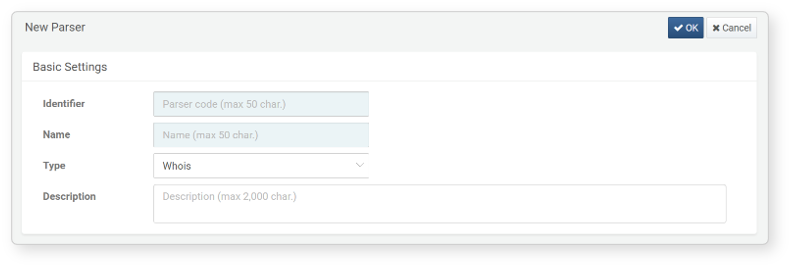 New Parser
OK
Cancel
Basic Settings
Identifier
Parser code (max 50 char.)
Name
Name (max 50 char.)
Type
Whois
Description
Description (max 2,000 char.)